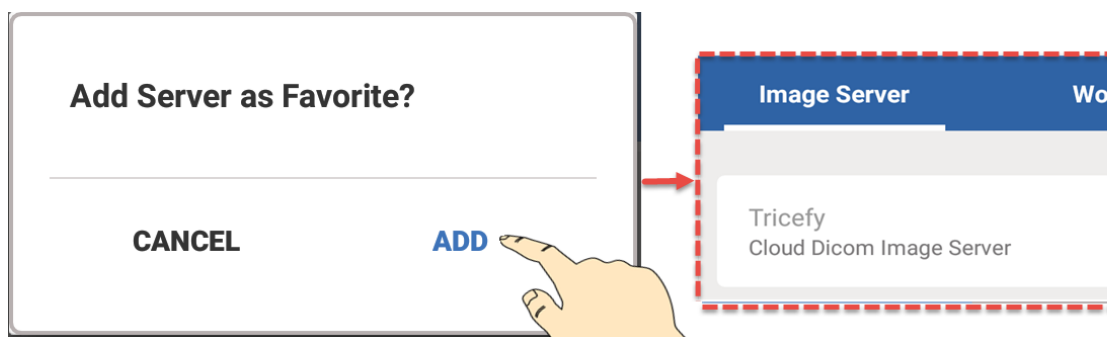 Add Server as Favorite?
CANCEL
ADD
Image Server
Tricefy
Cloud Dicom Image Server